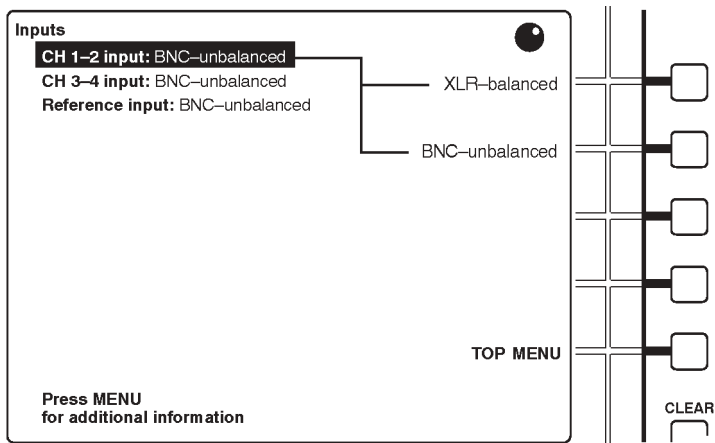 Inputs
CH 1–2 input: BNC–unbalanced
CH 3–4 input: BNC–unbalanced
Reference input: BNC–unbalanced
XLR–balanced
BNC–unbalanced
TOP MENU
Press MENU
for additional information
CLEAR